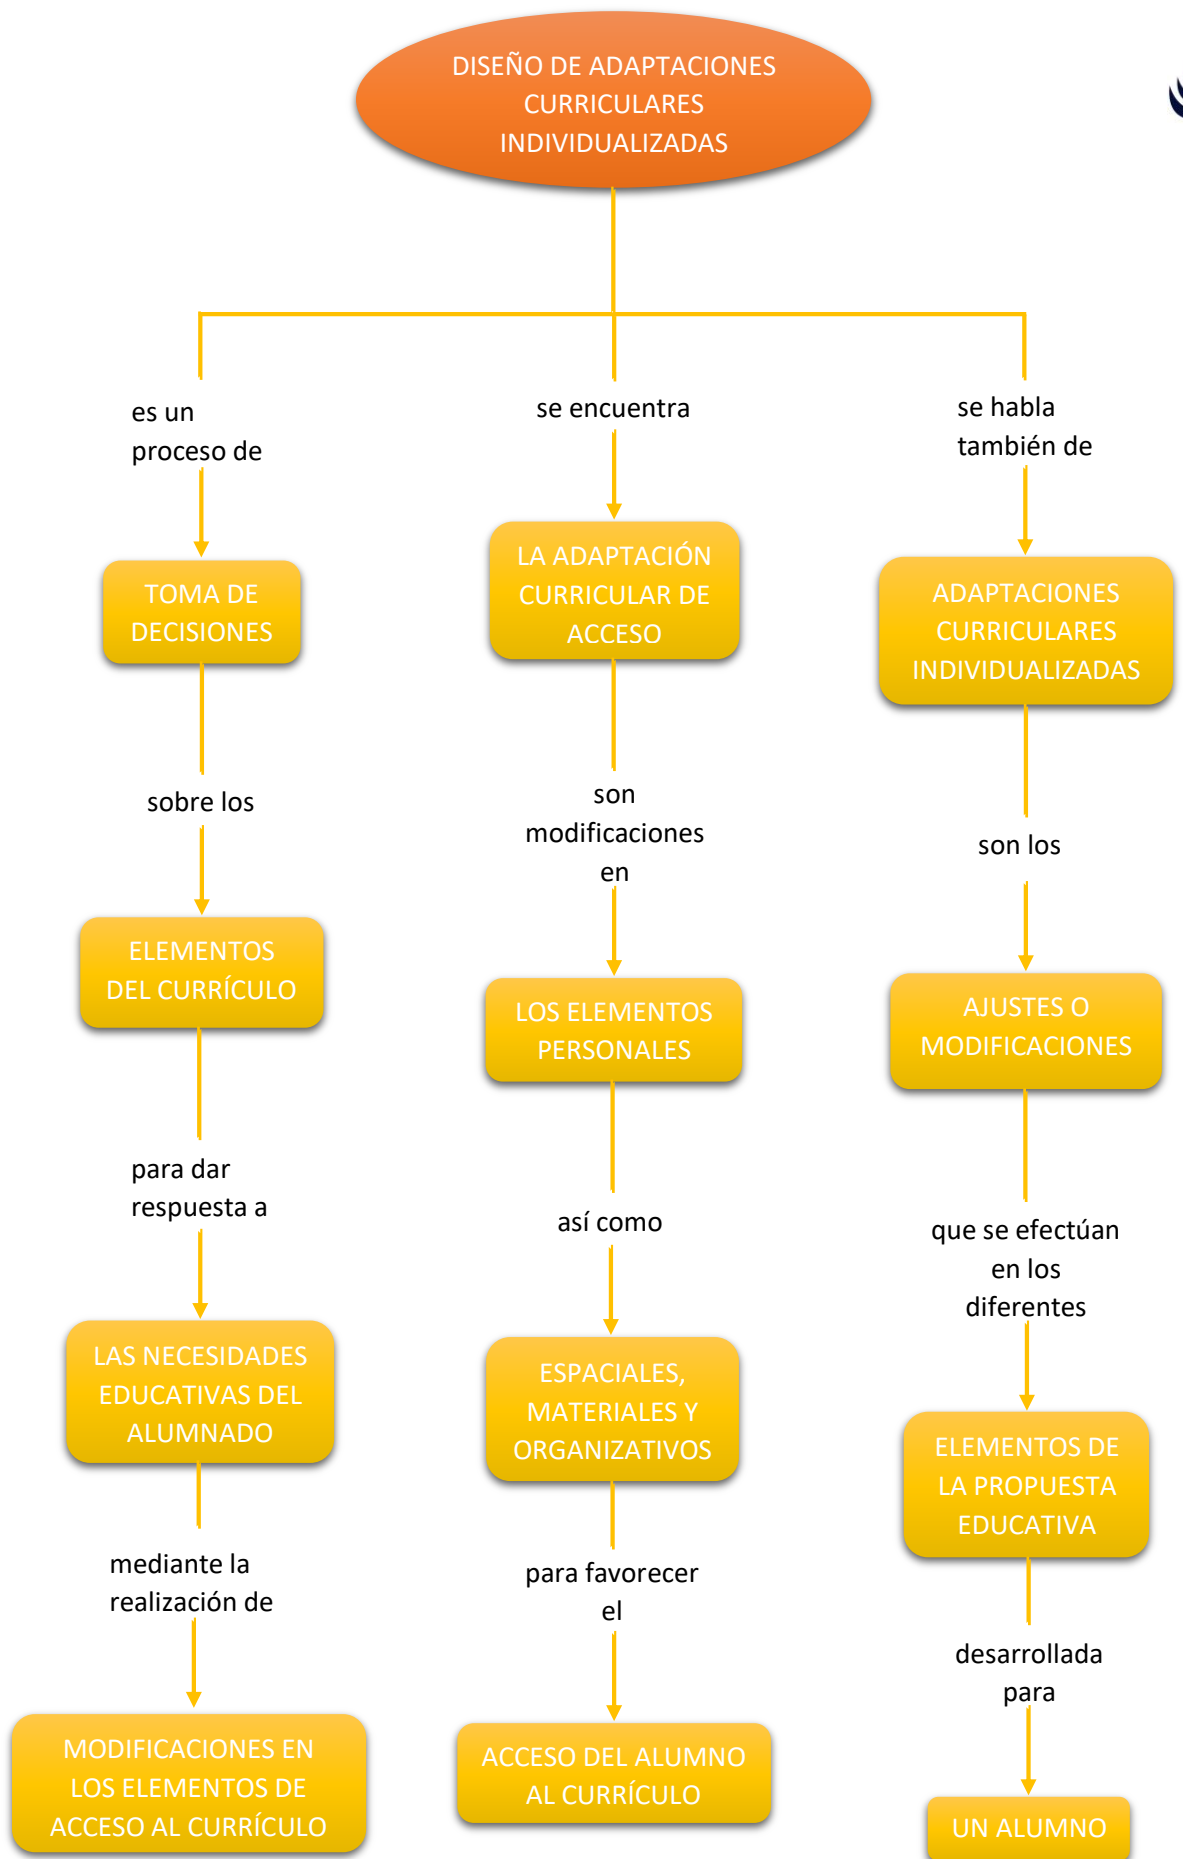 DISEÑO DE ADAPTACIONES
CURRICULARES
INDIVIDUALIZADAS
es un
proceso de
TOMA DE
DECISIONES
sobre los
ELEMENTOS
DEL CURRÍCULO
para dar
respuesta a
LAS NECESIDADES
EDUCATIVAS DEL
ALUMNADO
mediante la
realización de
MODIFICACIONES EN
LOS ELEMENTOS DE
ACCESO AL CURRÍCULO
se encuentra
LA ADAPTACIÓN
CURRICULAR DE
ACCESO
son
modificaciones
en
LOS ELEMENTOS
PERSONALES
así como
ESPACIALES,
MATERIALES Y
ORGANIZATIVOS
para favorecer
el
ACCESO DEL ALUMNO
AL CURRÍCULO
se habla
también de
ADAPTACIONES
CURRICULARES
INDIVIDUALIZADAS
son los
AJUSTES O
MODIFICACIONES
que se efectúan
en los
diferentes
ELEMENTOS DE
LA PROPUESTA
EDUCATIVA
desarrollada
para
UN ALUMNO